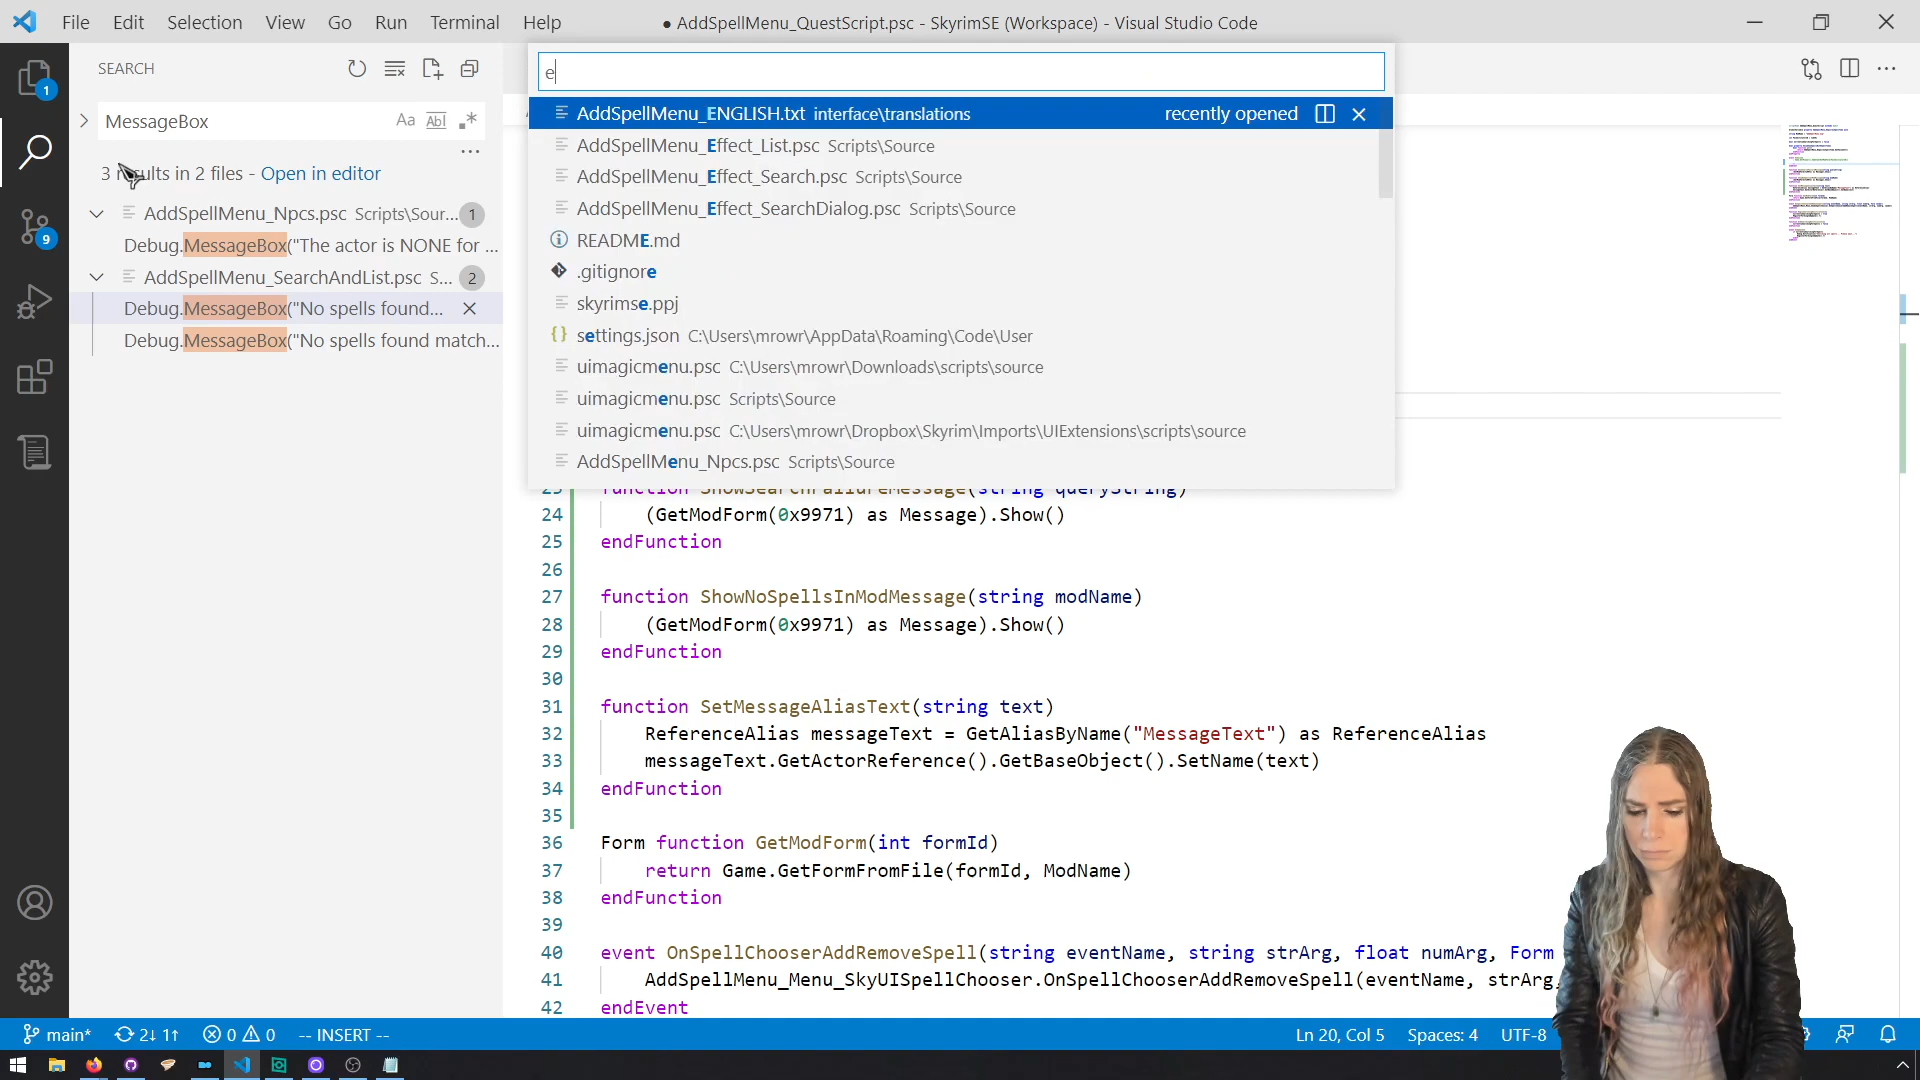 File Edit Selection View Go Run Terminal Help
● AddSpellMenu_QuestScript.psc - SkyrimSE (Workspace) - Visual Studio Code
SEARCH
MessageBox
Aa Abl .*
3 results in 2 files - Open in editor
AddSpellMenu_Npcs.psc Scripts\Sour... 1
Debug.MessageBox("The actor is NONE for ...
AddSpellMenu_SearchAndList.psc S... 2
Debug.MessageBox("No spells found...
Debug.MessageBox("No spells found match...
1
9
e
AddSpellMenu_ENGLISH.txt interface\translations recently opened
AddSpellMenu_Effect_List.psc Scripts\Source
AddSpellMenu_Effect_Search.psc Scripts\Source
AddSpellMenu_Effect_SearchDialog.psc Scripts\Source
README.md
.gitignore
skyrimse.ppj
settings.json C:\Users\mrowr\AppData\Roaming\Code\User
uimagicmenu.psc C:\Users\mrowr\Downloads\scripts\source
uimagicmenu.psc Scripts\Source
uimagicmenu.psc C:\Users\mrowr\Dropbox\Skyrim\Imports\UIExtensions\scripts\source
AddSpellMenu_Npcs.psc Scripts\Source
23 function ShowSearchFailureMessage(string queryString)
24 (GetModForm(0x9971) as Message).Show()
25 endFunction
26
27 function ShowNoSpellsInModMessage(string modName)
28 (GetModForm(0x9971) as Message).Show()
29 endFunction
30
31 function SetMessageAliasText(string text)
32 ReferenceAlias messageText = GetAliasByName("MessageText") as ReferenceAlias
33 messageText.GetActorReference().GetBaseObject().SetName(text)
34 endFunction
35
36 Form function GetModForm(int formId)
37 return Game.GetFormFromFile(formId, ModName)
38 endFunction
39
40 event OnSpellChooserAddRemoveSpell(string eventName, string strArg, float numArg, Form
41 AddSpellMenu_Menu_SkyUISpellChooser.OnSpellChooserAddRemoveSpell(eventName, strArg,
42 endEvent
main* 2↓ 1↑ 0 0 -- INSERT -- Ln 20, Col 5 Spaces: 4 UTF-8